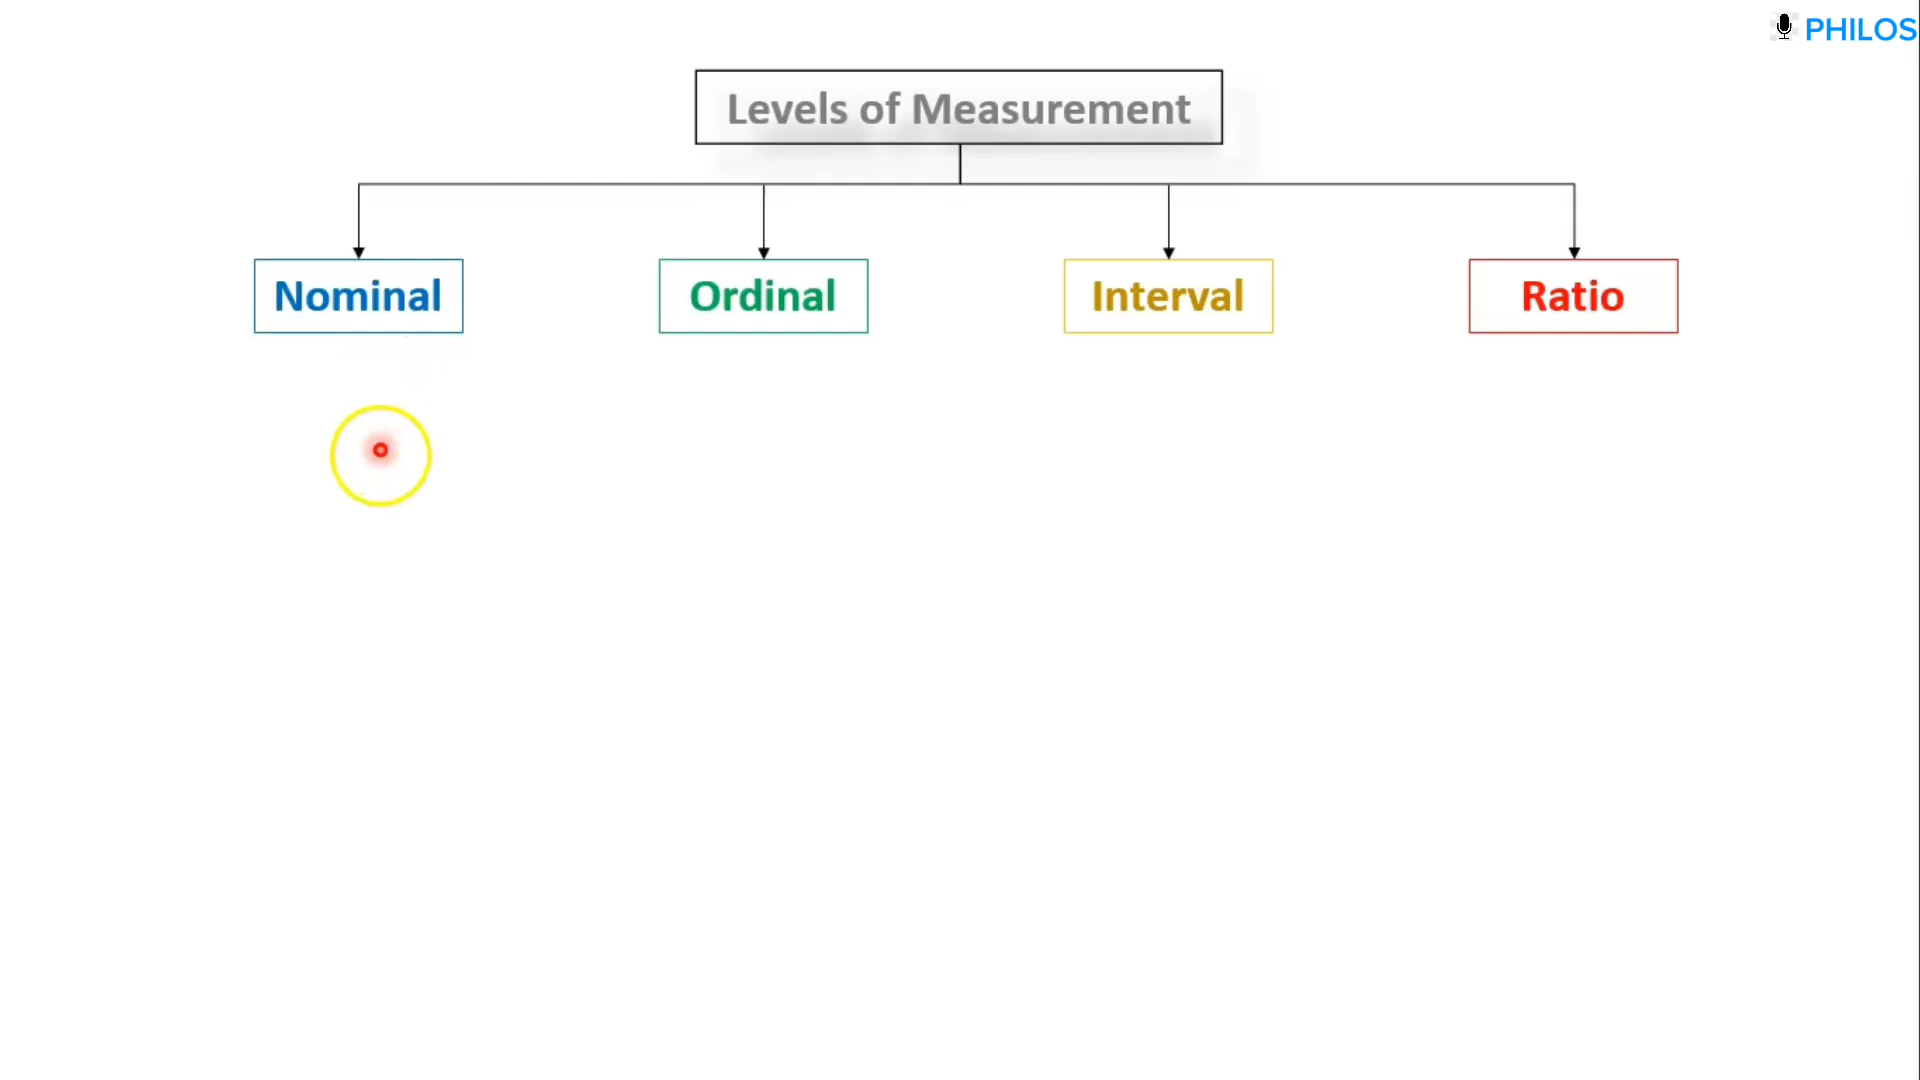 PHILOS
Levels of Measurement
Nominal
Ordinal
Interval
Ratio